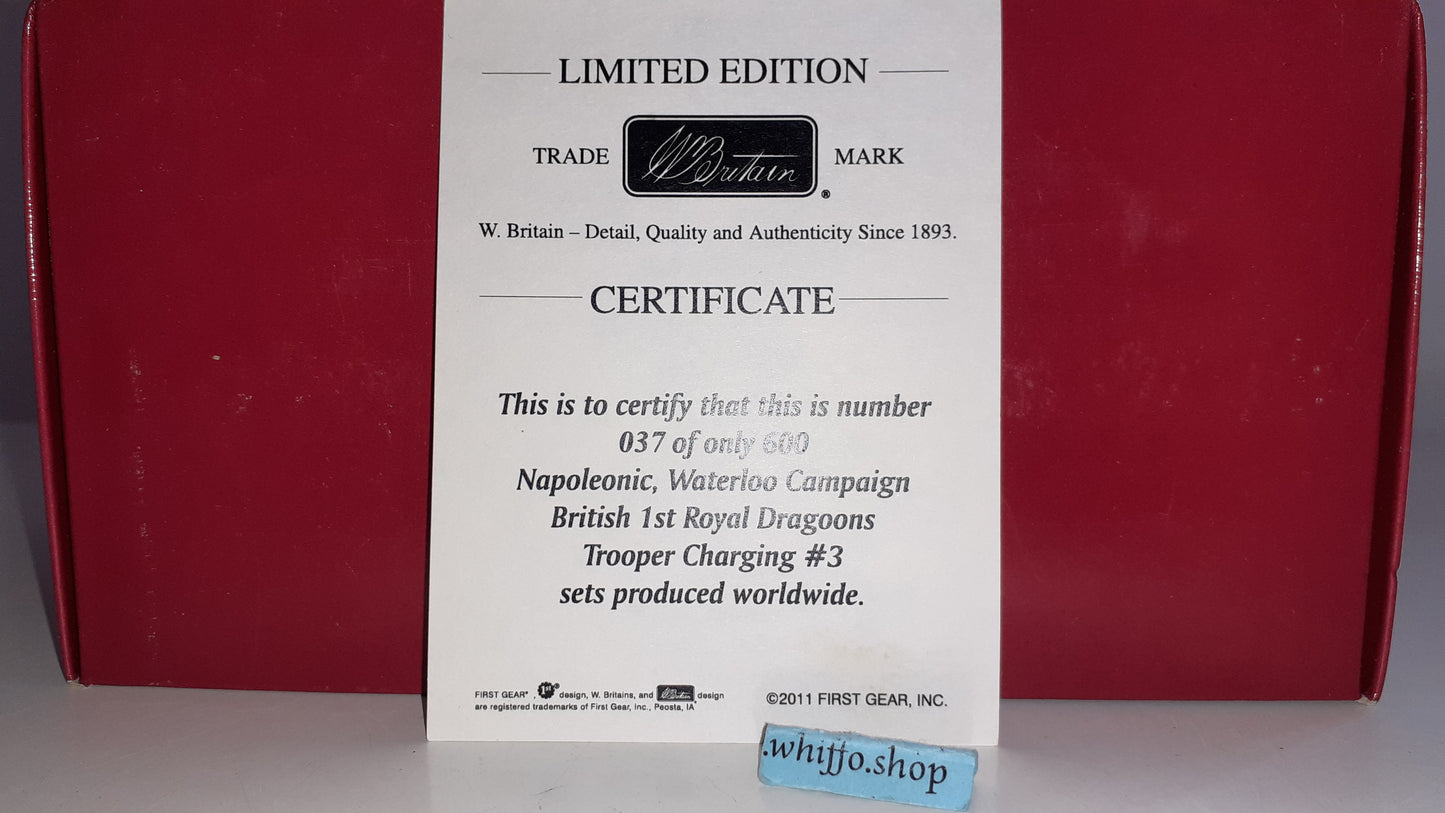 LIMITED EDITION
TRADE W Britain ® MARK
W. Britain – Detail, Quality and Authenticity Since 1893.
CERTIFICATE
This is to certify that this is number
037 of only 600
Napoleonic, Waterloo Campaign
British 1st Royal Dragoons
Trooper Charging #3
sets produced worldwide.
FIRST GEAR®, 1st® design, W. Britains, and W Britain design
are registered trademarks of First Gear, Inc., Peosta, IA
©2011 FIRST GEAR, INC.
.whiffo.shop